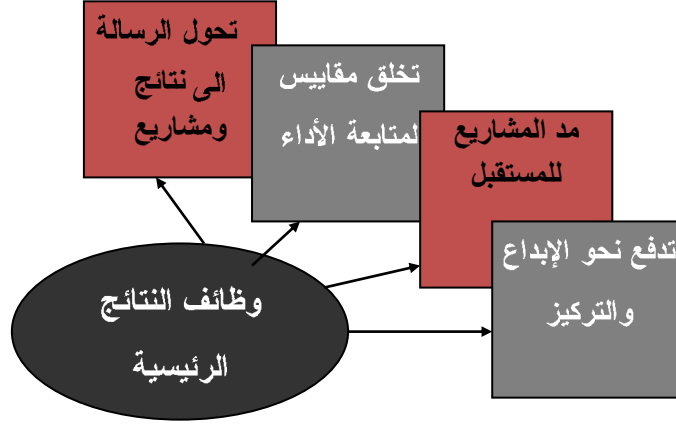 تحول الرسالة
الى نتائج
ومشاريع
تخلق مقاييس
لمتابعة الأداء
مد المشاريع
للمستقبل
تدفع نحو الإبداع
والتركيز
وظائف النتائج
الرئيسية